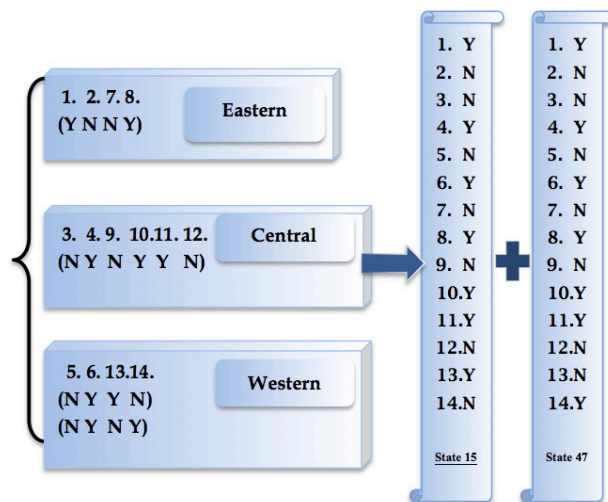 1. 2. 7. 8.
(Y N N Y)
Eastern
3. 4. 9. 10.11. 12.
(N Y N Y Y N)
Central
5. 6. 13.14.
(N Y Y N)
(N Y N Y)
Western
1. Y
2. N
3. N
4. Y
5. N
6. Y
7. N
8. Y
9. N
10.Y
11.Y
12.N
13.Y
14.N
State 15
1. Y
2. N
3. N
4. Y
5. N
6. Y
7. N
8. Y
9. N
10.Y
11.Y
12.N
13.N
14.Y
State 47